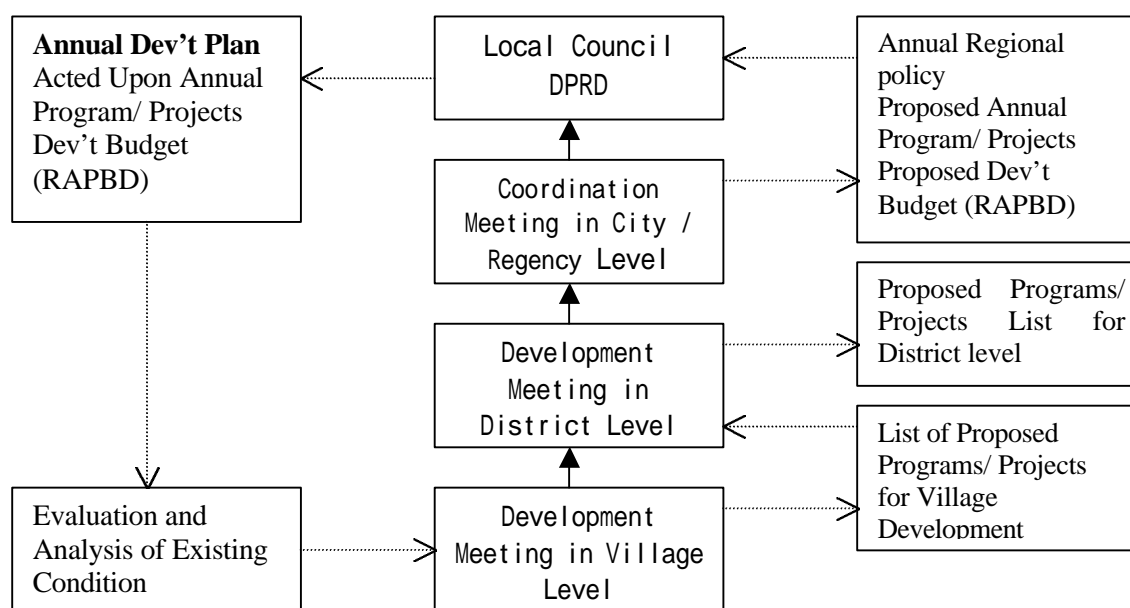 Annual Dev't Plan
Acted Upon Annual
Program/ Projects
Dev't Budget
(RAPBD)
Local Council
DPRD
Annual Regional
policy
Proposed Annual
Program/ Projects
Proposed Dev't
Budget (RAPBD)
Coordination
Meeting in City /
Regency Level
Proposed Programs/
Projects List for
District level
Development
Meeting in
District Level
List of Proposed
Programs/ Projects
for Village
Development
Evaluation and
Analysis of Existing
Condition
Development
Meeting in Village
Level